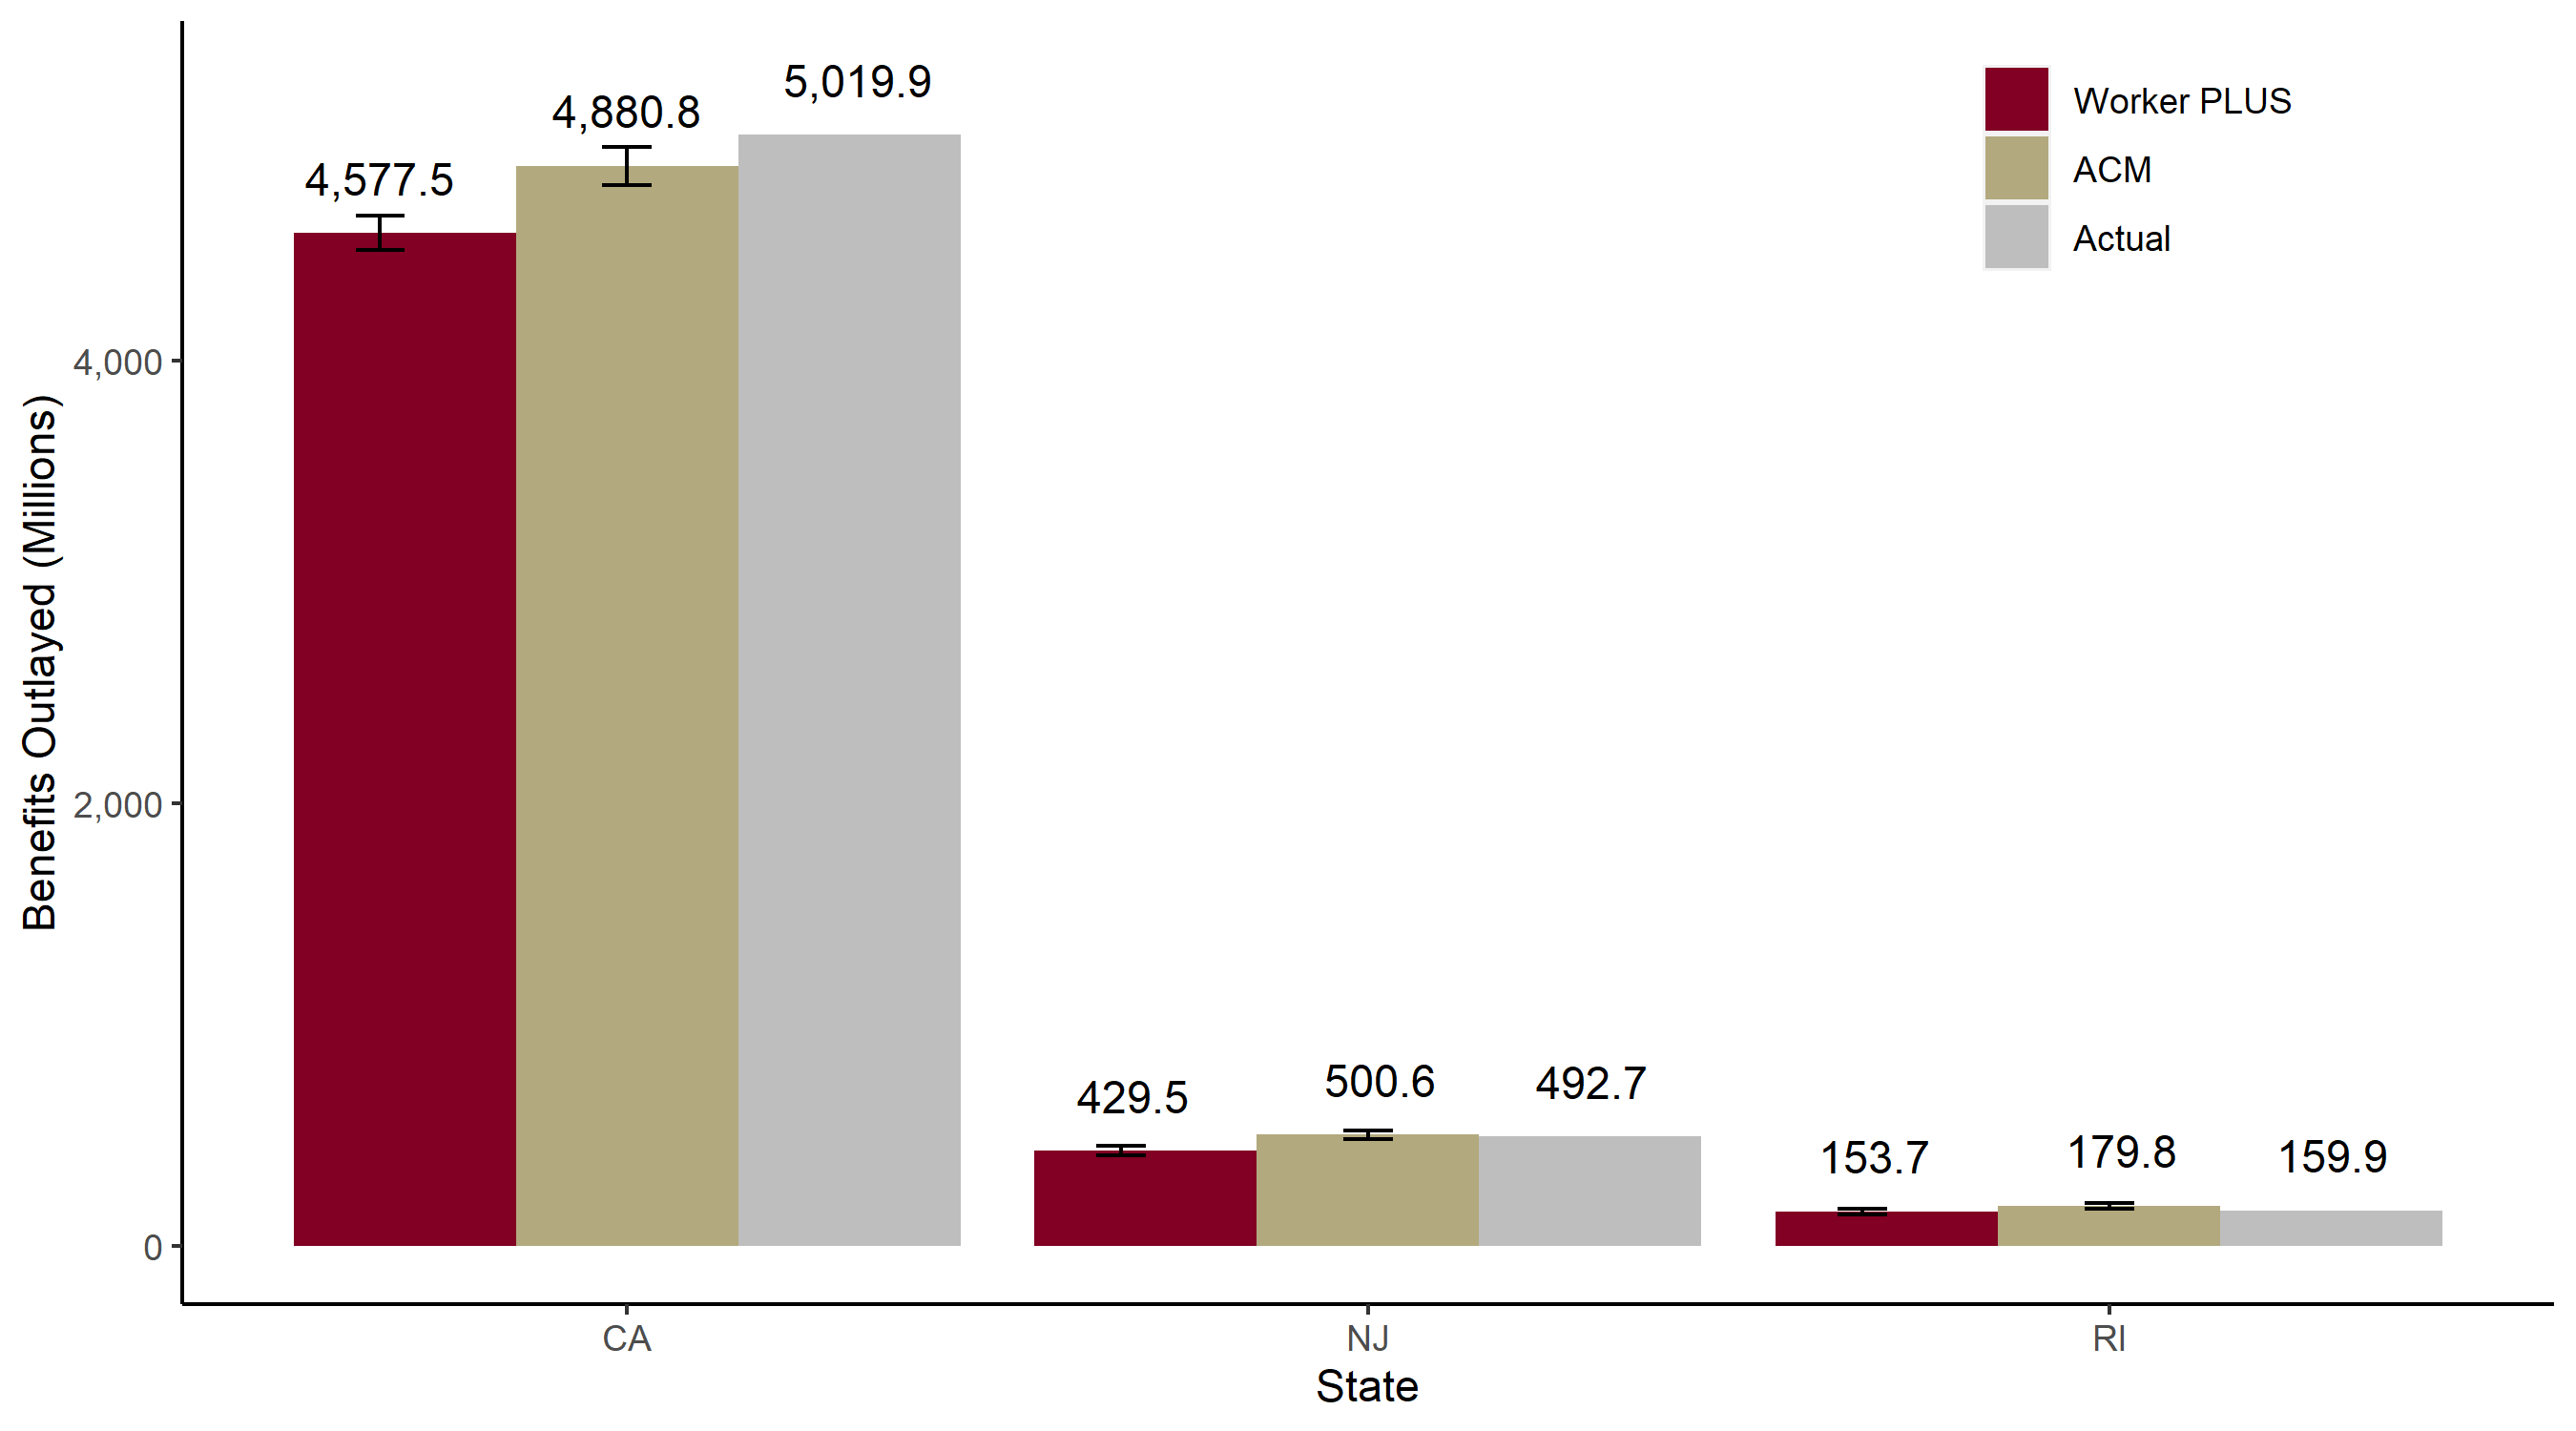 5,019.9
4,880.8
4,577.5
Worker PLUS
ACM
Actual
4,000
2,000
0
Benefits Outlayed (Millions)
429.5
500.6
492.7
153.7
179.8
159.9
CA
NJ
RI
State